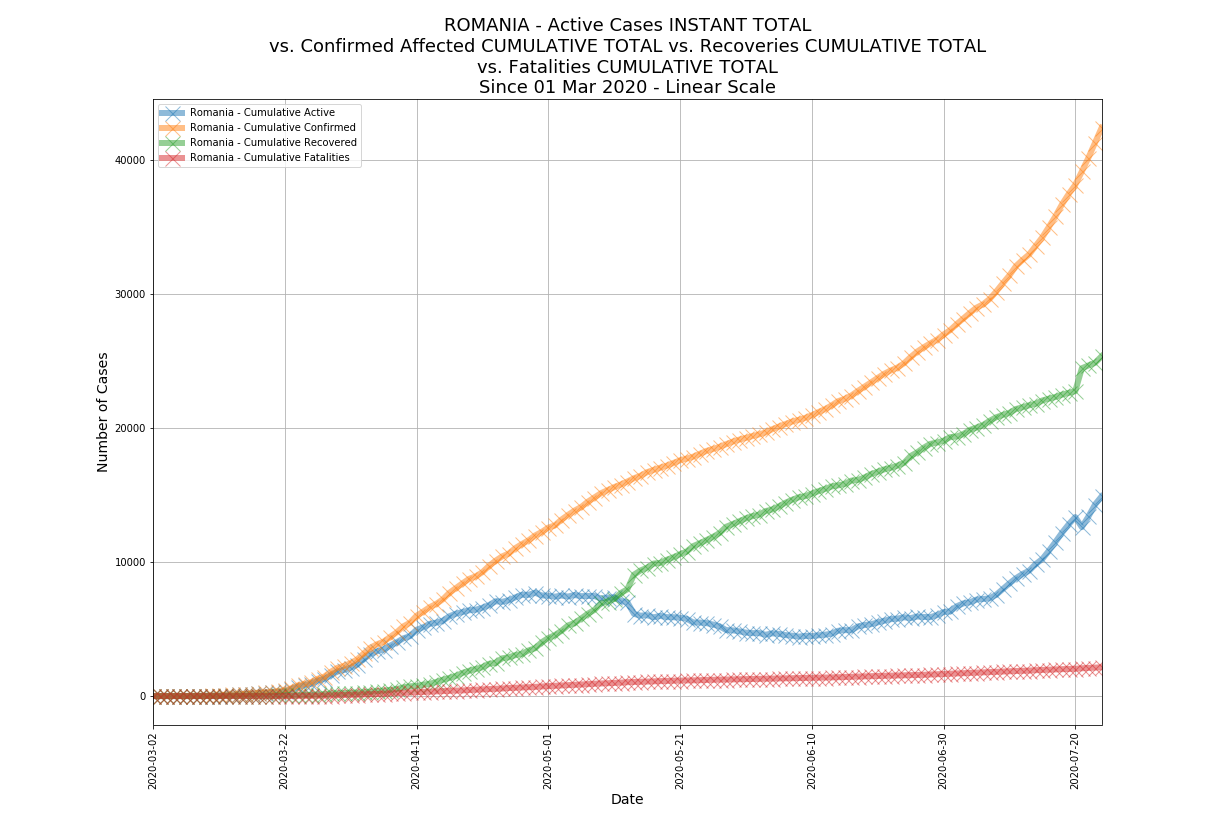 ROMANIA - Active Cases INSTANT TOTAL
vs. Confirmed Affected CUMULATIVE TOTAL vs. Recoveries CUMULATIVE TOTAL
vs. Fatalities CUMULATIVE TOTAL
Since 01 Mar 2020 - Linear Scale
Romania - Cumulative Active
Romania - Cumulative Confirmed
Romania - Cumulative Recovered
Romania - Cumulative Fatalities
40000
30000
20000
10000
0
Number of Cases
2020-03-02
2020-03-22
2020-04-11
2020-05-01
2020-05-21
2020-06-10
2020-06-30
2020-07-20
Date